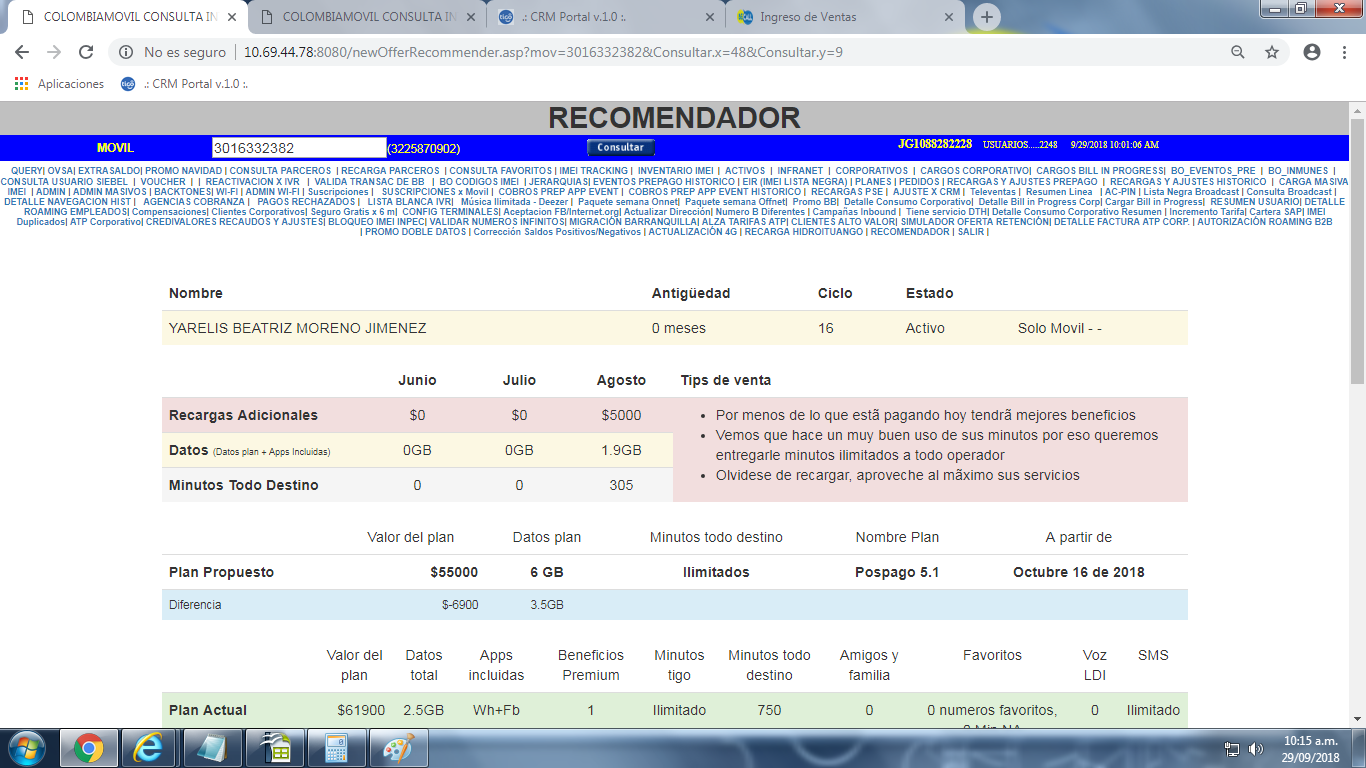 COLOMBIAMOVIL CONSULTA IN
COLOMBIAMOVIL CONSULTA IN
.: CRM Portal v.1.0 :.
Ingreso de Ventas
No es seguro | 10.69.44.78:8080/newOfferRecommender.asp?mov=3016332382&Consultar.x=48&Consultar.y=9
Aplicaciones .: CRM Portal v.1.0 :.
RECOMENDADOR
MOVIL 3016332382 (3225870902) Consultar JG1088282228 USUARIOS.....2248 9/29/2018 10:01:06 AM
QUERY| OVSA| EXTRASALDO| PROMO NAVIDAD | CONSULTA PARCEROS | RECARGA PARCEROS | CONSULTA FAVORITOS | IMEI TRACKING | INVENTARIO IMEI | ACTIVOS | INFRANET | CORPORATIVOS | CARGOS CORPORATIVO| CARGOS BILL IN PROGRESS| BO_EVENTOS_PRE | BO_INMUNES |
CONSULTA USUARIO SIEBEL | VOUCHER | | REACTIVACION X IVR | VALIDA TRANSAC DE BB | BO CODIGOS IMEI | JERARQUIAS| EVENTOS PREPAGO HISTORICO | EIR (IMEI LISTA NEGRA) | PLANES | PEDIDOS | RECARGAS Y AJUSTES PREPAGO | RECARGAS Y AJUSTES HISTORICO | CARGA MASIVA
IMEI | ADMIN | ADMIN MASIVOS | BACKTONES| WI-FI | ADMIN WI-FI | Suscripciones | SUSCRIPCIONES x Movil | COBROS PREP APP EVENT | COBROS PREP APP EVENT HISTORICO | RECARGAS PSE | AJUSTE X CRM | Televentas | Resumen Linea | AC-PIN | Lista Negra Broadcast | Consulta Broadcast |
DETALLE NAVEGACION HIST | AGENCIAS COBRANZA | PAGOS RECHAZADOS | LISTA BLANCA IVR| Música Ilimitada - Deezer | Paquete semana Onnet| Paquete semana Offnet| Promo BB| Detalle Consumo Corporativo| Detalle Bill in Progress Corp| Cargar Bill in Progress| RESUMEN USUARIO| DETALLE
ROAMING EMPLEADOS| Compensaciones| Clientes Corporativos| Seguro Gratis x 6 m| CONFIG TERMINALES| Aceptacion FB/Internet.org| Actualizar Dirección| Numero B Diferentes | Campañas Inbound | Tiene servicio DTH| Detalle Consumo Corporativo Resumen | Incremento Tarifa| Cartera SAP| IMEI
Duplicados| ATP Corporativo| CREDIVALORES RECAUDOS Y AJUSTES| BLOQUEO IMEI INPEC| VALIDAR NUMEROS INFINITOS| MIGRACIÓN BARRANQUILLA| ALZA TARIFAS ATP| CLIENTES ALTO VALOR| SIMULADOR OFERTA RETENCIÓN| DETALLE FACTURA ATP CORP. | AUTORIZACIÓN ROAMING B2B
| PROMO DOBLE DATOS | Corrección Saldos Positivos/Negativos | ACTUALIZACIÓN 4G | RECARGA HIDROITUANGO | RECOMENDADOR | SALIR |
Nombre Antigüedad Ciclo Estado
YARELIS BEATRIZ MORENO JIMENEZ 0 meses 16 Activo Solo Movil - -
Junio Julio Agosto Tips de venta
Recargas Adicionales $0 $0 $5000
Datos (Datos plan + Apps Incluidas) 0GB 0GB 1.9GB
Minutos Todo Destino 0 0 305
• Por menos de lo que estã pagando hoy tendrã mejores beneficios
• Vemos que hace un muy buen uso de sus minutos por eso queremos
entregarle minutos ilimitados a todo operador
• Olvidese de recargar, aproveche al mãximo sus servicios
Valor del plan Datos plan Minutos todo destino Nombre Plan A partir de
Plan Propuesto $55000 6 GB Ilimitados Pospago 5.1 Octubre 16 de 2018
Diferencia $-6900 3.5GB
Valor del plan Datos total Apps incluidas Beneficios Premium Minutos tigo Minutos todo destino Amigos y familia Favoritos Voz LDI SMS
Plan Actual $61900 2.5GB Wh+Fb 1 Ilimitado 750 0 0 numeros favoritos, 0 Ilimitado
10:15 a.m.
29/09/2018